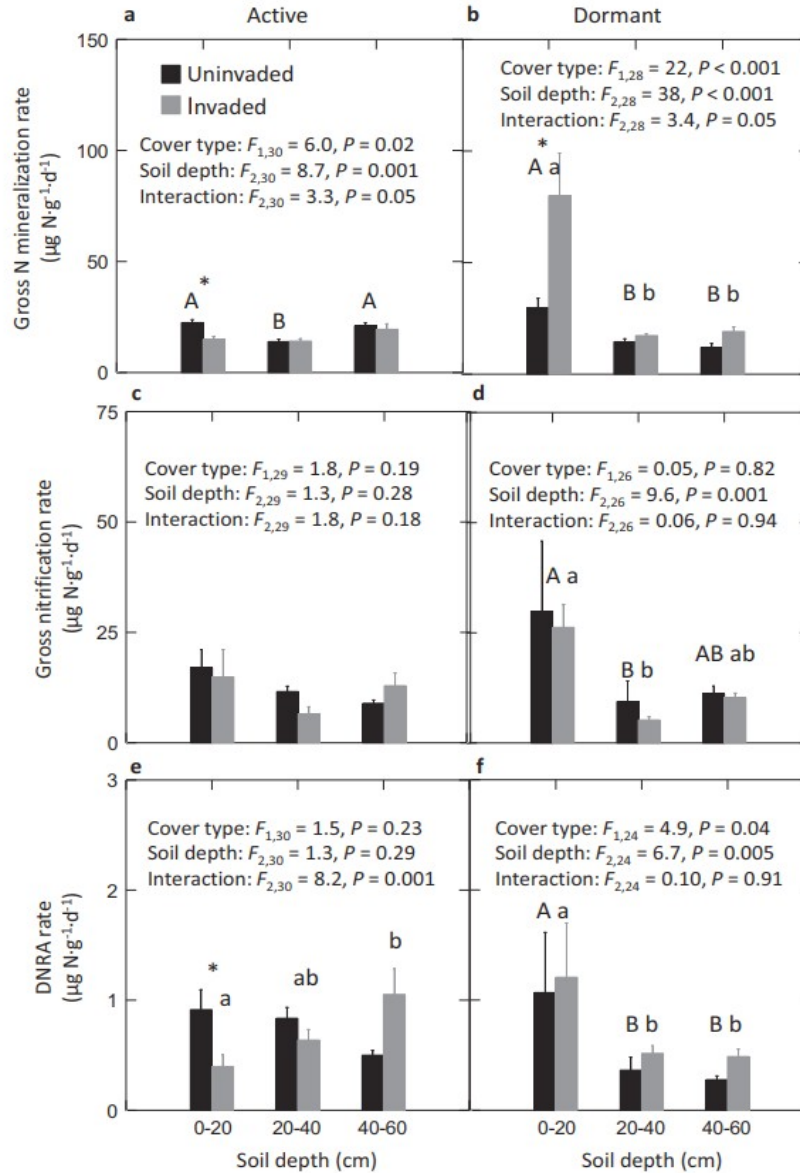 a Active
b Dormant
Gross N mineralization rate
(µg N·g⁻¹·d⁻¹)
150
100
50
0
Uninvaded
Invaded
Cover type: F1,30 = 6.0, P = 0.02
Soil depth: F2,30 = 8.7, P = 0.001
Interaction: F2,30 = 3.3, P = 0.05
A *
B
A
Cover type: F1,28 = 22, P < 0.001
Soil depth: F2,28 = 38, P < 0.001
Interaction: F2,28 = 3.4, P = 0.05
*
A a
B b
B b
c
d
Gross nitrification rate
(µg N·g⁻¹·d⁻¹)
75
50
25
0
Cover type: F1,29 = 1.8, P = 0.19
Soil depth: F2,29 = 1.3, P = 0.28
Interaction: F2,29 = 1.8, P = 0.18
Cover type: F1,26 = 0.05, P = 0.82
Soil depth: F2,26 = 9.6, P = 0.001
Interaction: F2,26 = 0.06, P = 0.94
A a
B b
AB ab
e
f
DNRA rate
(µg N·g⁻¹·d⁻¹)
3
2
1
0
Cover type: F1,30 = 1.5, P = 0.23
Soil depth: F2,30 = 1.3, P = 0.29
Interaction: F2,30 = 8.2, P = 0.001
*
a
ab
b
Cover type: F1,24 = 4.9, P = 0.04
Soil depth: F2,24 = 6.7, P = 0.005
Interaction: F2,24 = 0.10, P = 0.91
A a
B b
B b
0-20 20-40 40-60
Soil depth (cm)
0-20 20-40 40-60
Soil depth (cm)